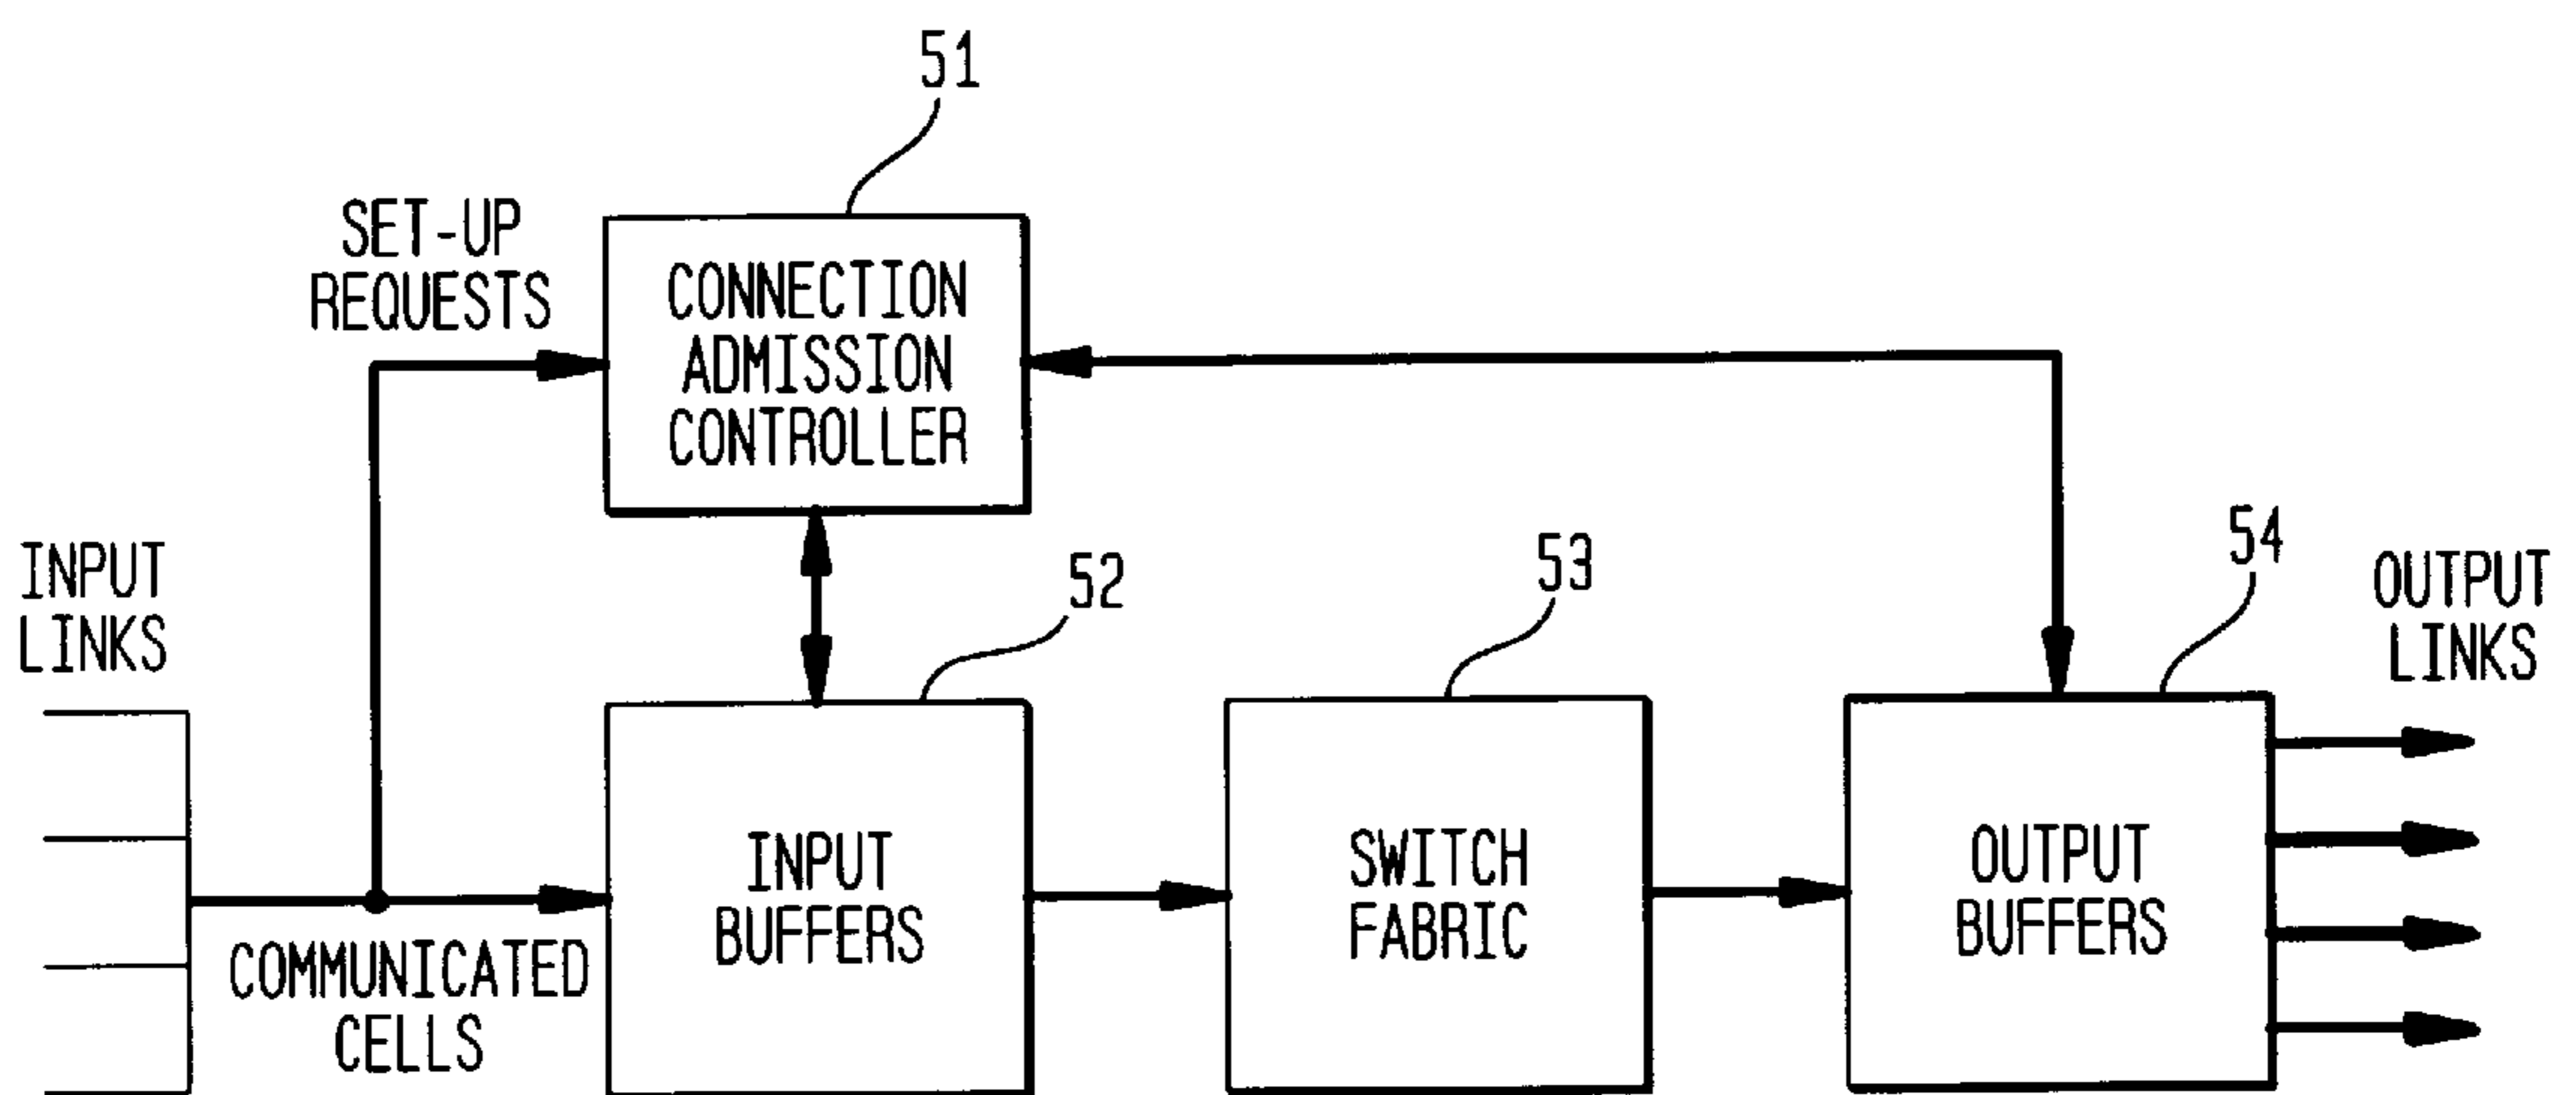 51
SET-UP
REQUESTS
CONNECTION
ADMISSION
CONTROLLER
INPUT
LINKS
52
53
54
OUTPUT
LINKS
COMMUNICATED
CELLS
INPUT
BUFFERS
SWITCH
FABRIC
OUTPUT
BUFFERS